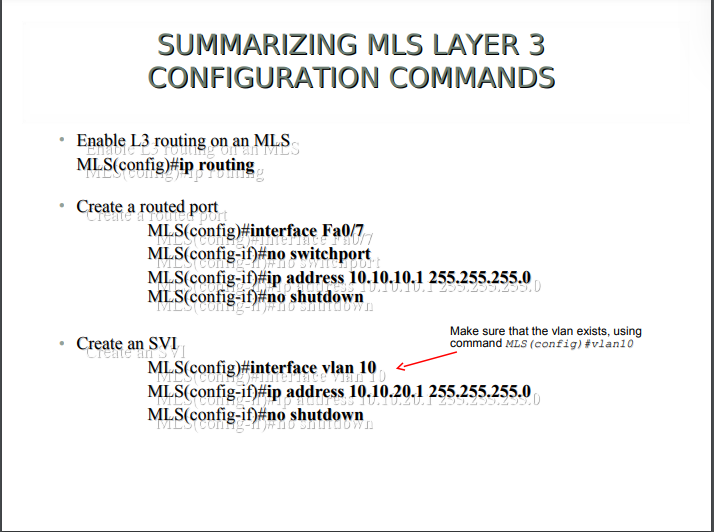 SUMMARIZING MLS LAYER 3
CONFIGURATION COMMANDS
• Enable L3 routing on an MLS
MLS(config)#ip routing
• Create a routed port
MLS(config)#interface Fa0/7
MLS(config-if)#no switchport
MLS(config-if)#ip address 10.10.10.1 255.255.255.0
MLS(config-if)#no shutdown
• Create an SVI
Make sure that the vlan exists, using
command MLS(config)#vlan10
MLS(config)#interface vlan 10
MLS(config-if)#ip address 10.10.20.1 255.255.255.0
MLS(config-if)#no shutdown